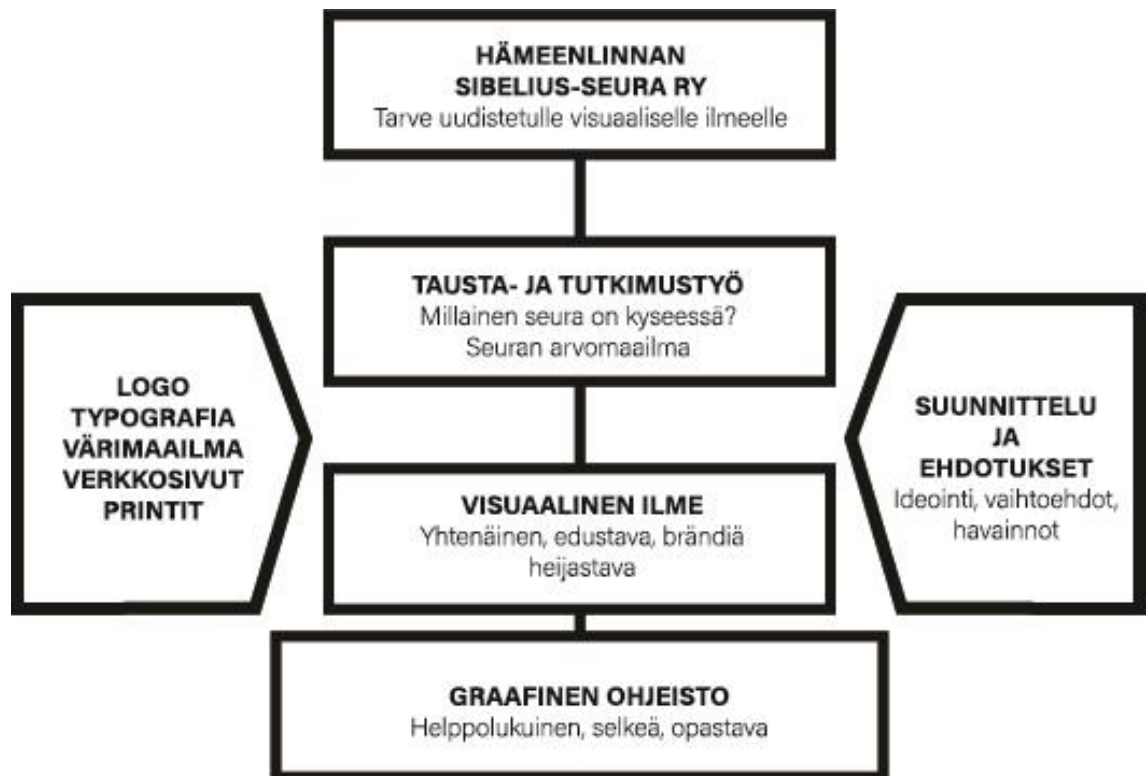 HÄMEENLINNAN
SIBELIUS-SEURA RY
Tarve uudistetulle visuaaliselle ilmeelle
TAUSTA- JA TUTKIMUSTYÖ
Millainen seura on kyseessä?
Seuran arvomaailma
LOGO
TYPOGRAFIA
VÄRIMAAILMA
VERKKOSIVUT
PRINTIT
SUUNNITTELU
JA
EHDOTUKSET
Ideointi, vaihtoehdot,
havainnot
VISUAALINEN ILME
Yhtenäinen, edustava, brändiä
heijastava
GRAAFINEN OHJEISTO
Helppolukuinen, selkeä, opastava